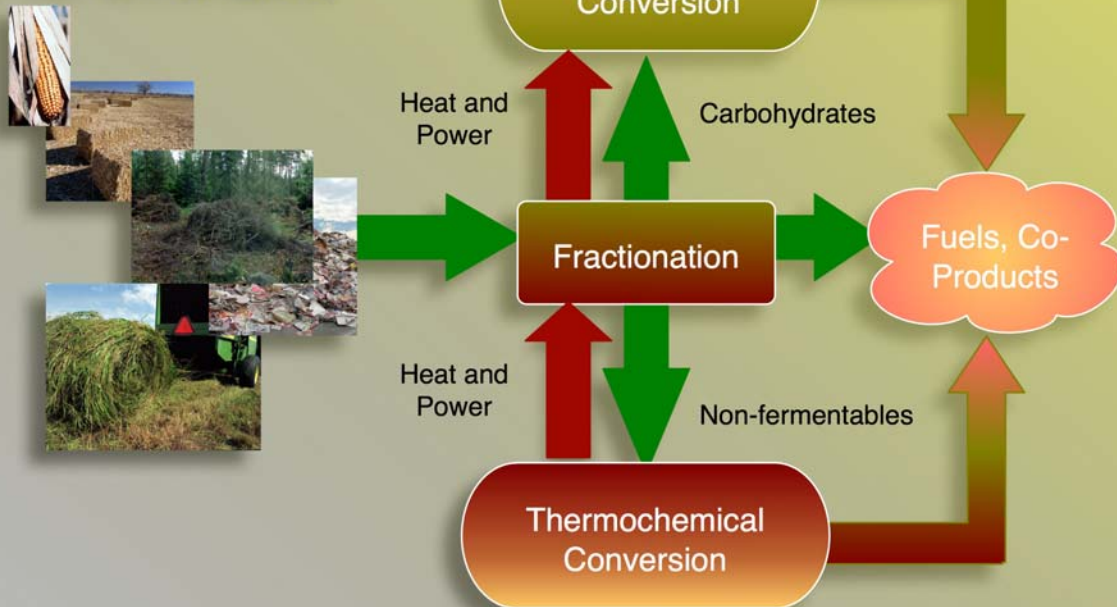 Conversion
Heat and
Power
Carbohydrates
Fractionation
Fuels, Co-
Products
Heat and
Power
Non-fermentables
Thermochemical
Conversion